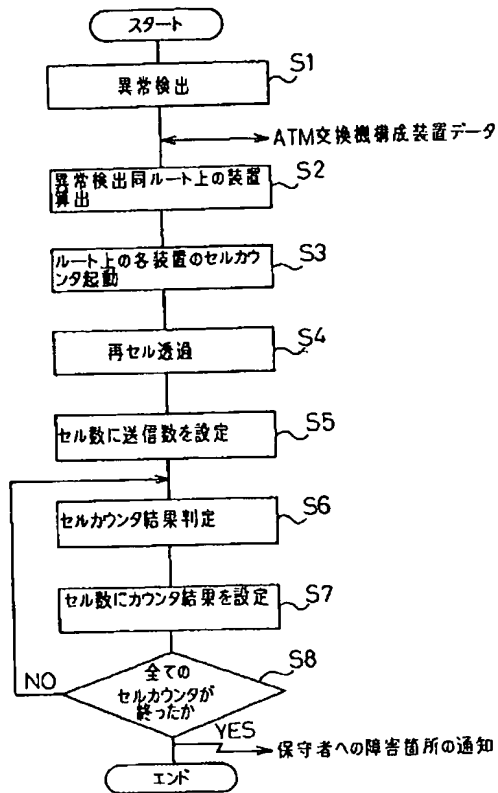 スタート
S1
異常検出
ATM交換機構成装置データ
S2
異常検出同ルート上の装置
算出
S3
ルート上の各装置のセルカウ
ンタ起動
S4
再セル透過
S5
セル数に送信数を設定
S6
セルカウンタ結果判定
S7
セル数にカウンタ結果を設定
S8
全ての
セルカウンタが
終ったか
NO
YES
保守者への障害箇所の通知
エンド